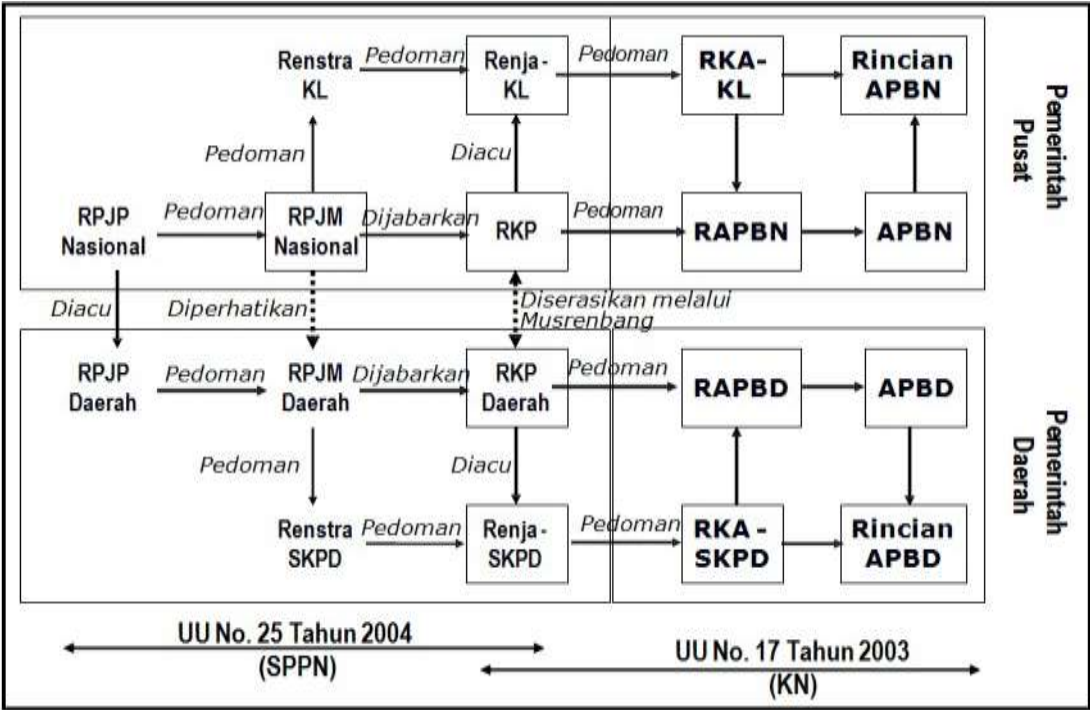 Renstra
KL
Pedoman
Renja-
KL
Pedoman
RKA-
KL
Rincian
APBN
Pemerintah
Pusat
Pedoman
Diacu
RPJP
Nasional
Pedoman
RPJM
Nasional
Dijabarkan
RKP
Pedoman
RAPBN
APBN
Diacu
Diperhatikan
Diserasikan melalui
Musrenbang
RPJP
Daerah
Pedoman
RPJM
Daerah
Dijabarkan
RKP
Daerah
Pedoman
RAPBD
APBD
Pemerintah
Daerah
Pedoman
Diacu
Renstra
SKPD
Pedoman
Renja-
SKPD
Pedoman
RKA -
SKPD
Rincian
APBD
UU No. 25 Tahun 2004
(SPPN)
UU No. 17 Tahun 2003
(KN)